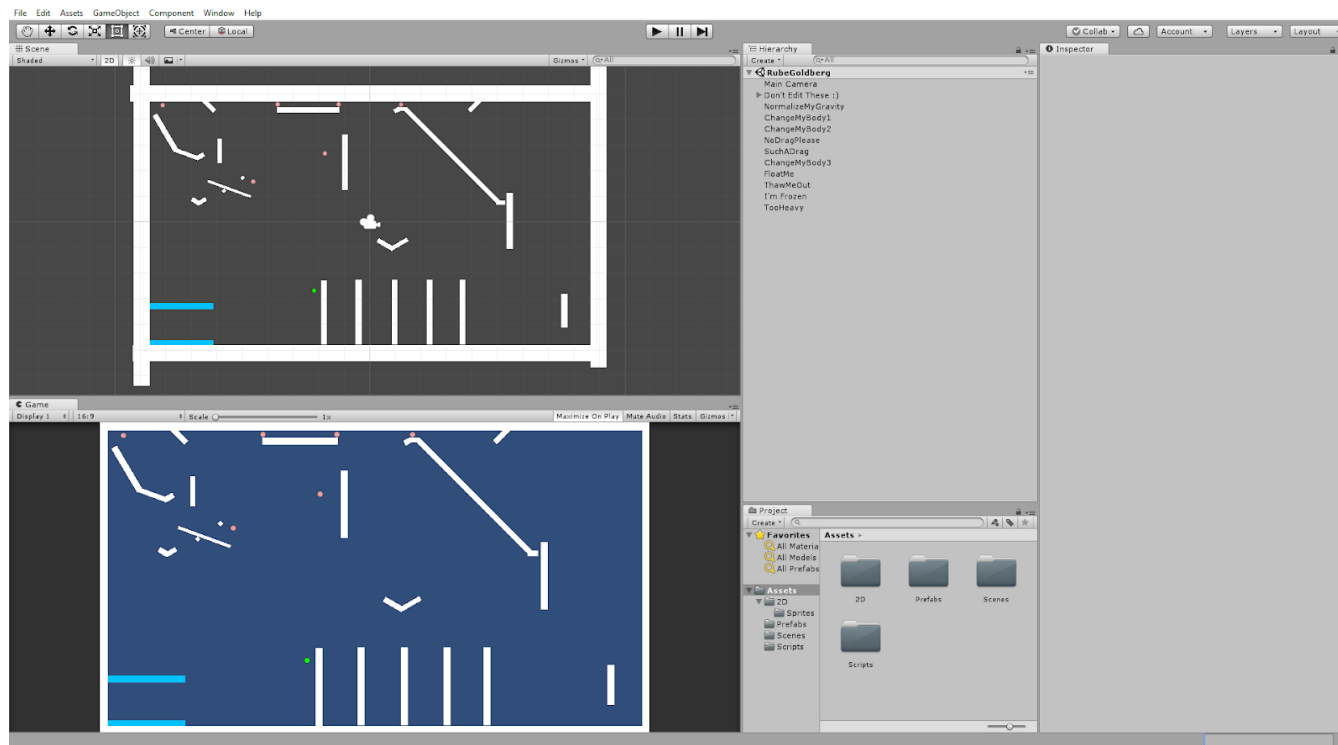 File Edit Assets GameObject Component Window Help
Center Local Collab Account Layers Layout
Scene Hierarchy Inspector
Shaded 2D Gizmos All Create All
RubeGoldberg
Main Camera
Don't Edit These :)
NormalizeMyGravity
ChangeMyBody1
ChangeMyBody2
NoDragPlease
SuchADrag
ChangeMyBody3
FloatMe
ThawMeOut
I'm Frozen
TooHeavy
Game
Display 1 16:9 Scale 1x Maximize On Play Mute Audio Stats Gizmos
Project
Create
Favorites Assets
All Materia
All Models
All Prefabs
Assets
2D
Sprites
Prefabs
Scenes
Scripts
2D Prefabs Scenes
Scripts